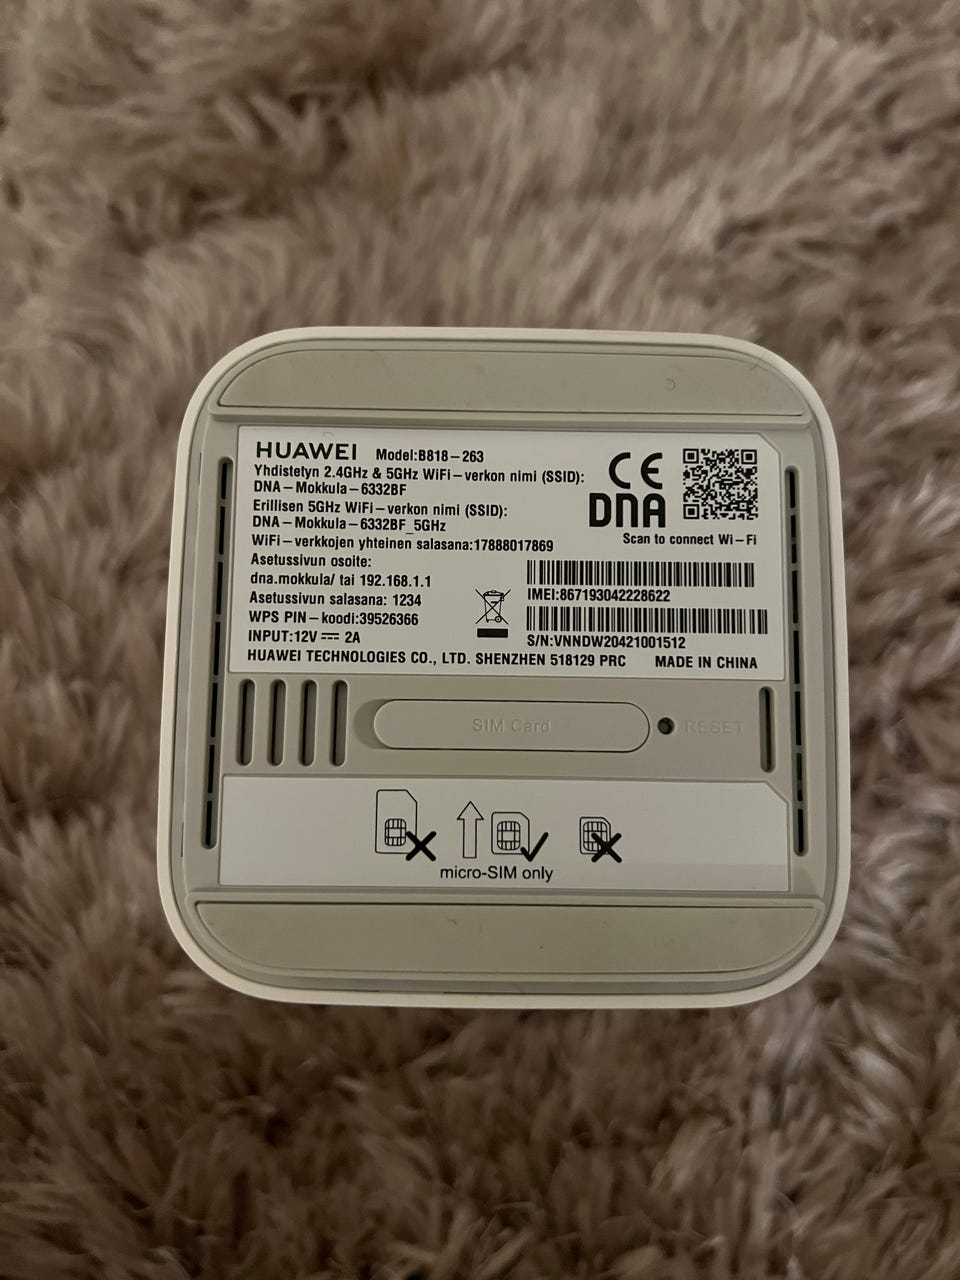 HUAWEI Model:B818-263
Yhdistetyn 2.4GHz & 5GHz WiFi-verkon nimi (SSID):
DNA-Mokkula-6332BF
Erillisen 5GHz WiFi-verkon nimi (SSID):
DNA-Mokkula-6332BF_5GHz
WiFi-verkkojen yhteinen salasana:17888017869
Asetussivun osoite:
dna.mokkula/ tai 192.168.1.1
Asetussivun salasana: 1234
WPS PIN-koodi:39526366
INPUT:12V ⎓ 2A
CE
DNA
Scan to connect Wi-Fi
IMEI:867193042228622
S/N:VNNDW20421001512
HUAWEI TECHNOLOGIES CO., LTD. SHENZHEN 518129 PRC MADE IN CHINA
SIM Card
RESET
micro-SIM only